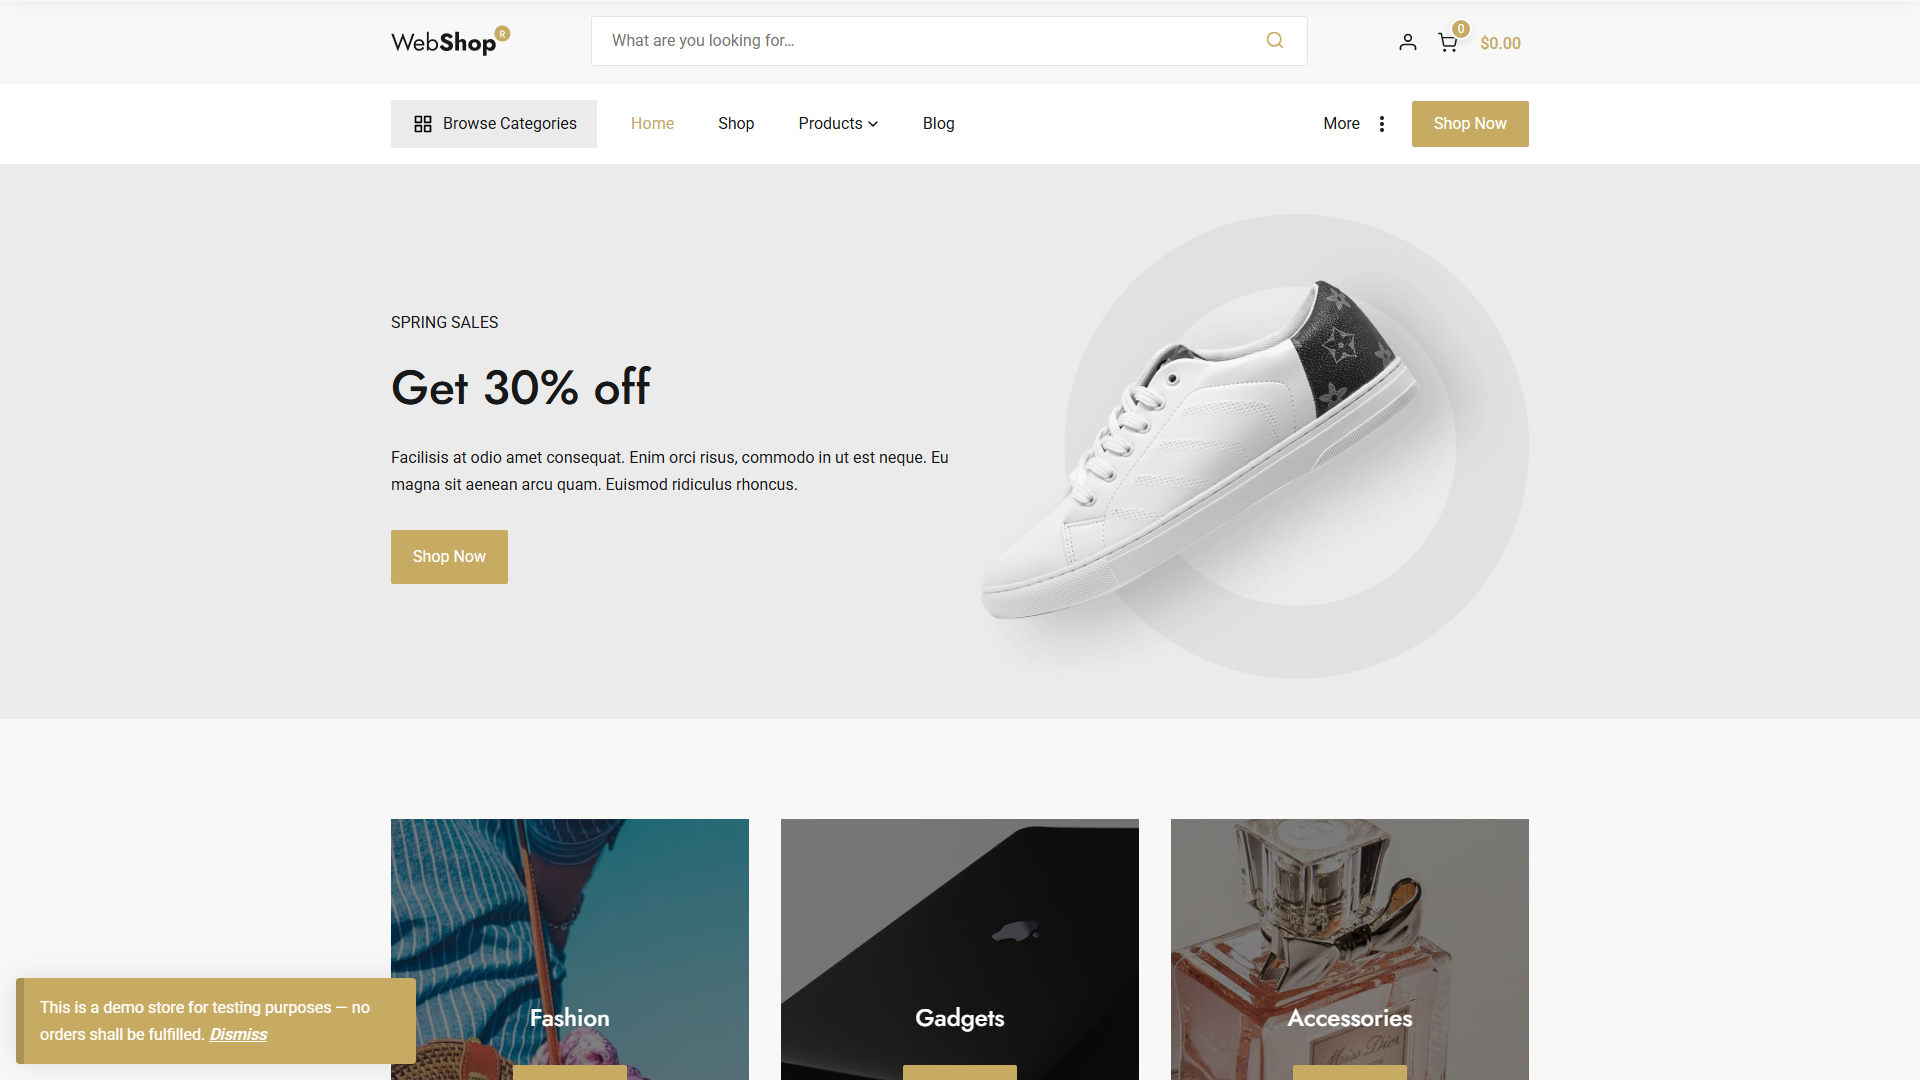 WebShop R
What are you looking for...
0
$0.00
Browse Categories
Home
Shop
Products
Blog
More
Shop Now
SPRING SALES
Get 30% off
Facilisis at odio amet consequat. Enim orci risus, commodo in ut est neque. Eu
magna sit aenean arcu quam. Euismod ridiculus rhoncus.
Shop Now
Fashion
Gadgets
Accessories
Miss Dior
This is a demo store for testing purposes — no
orders shall be fulfilled. Dismiss